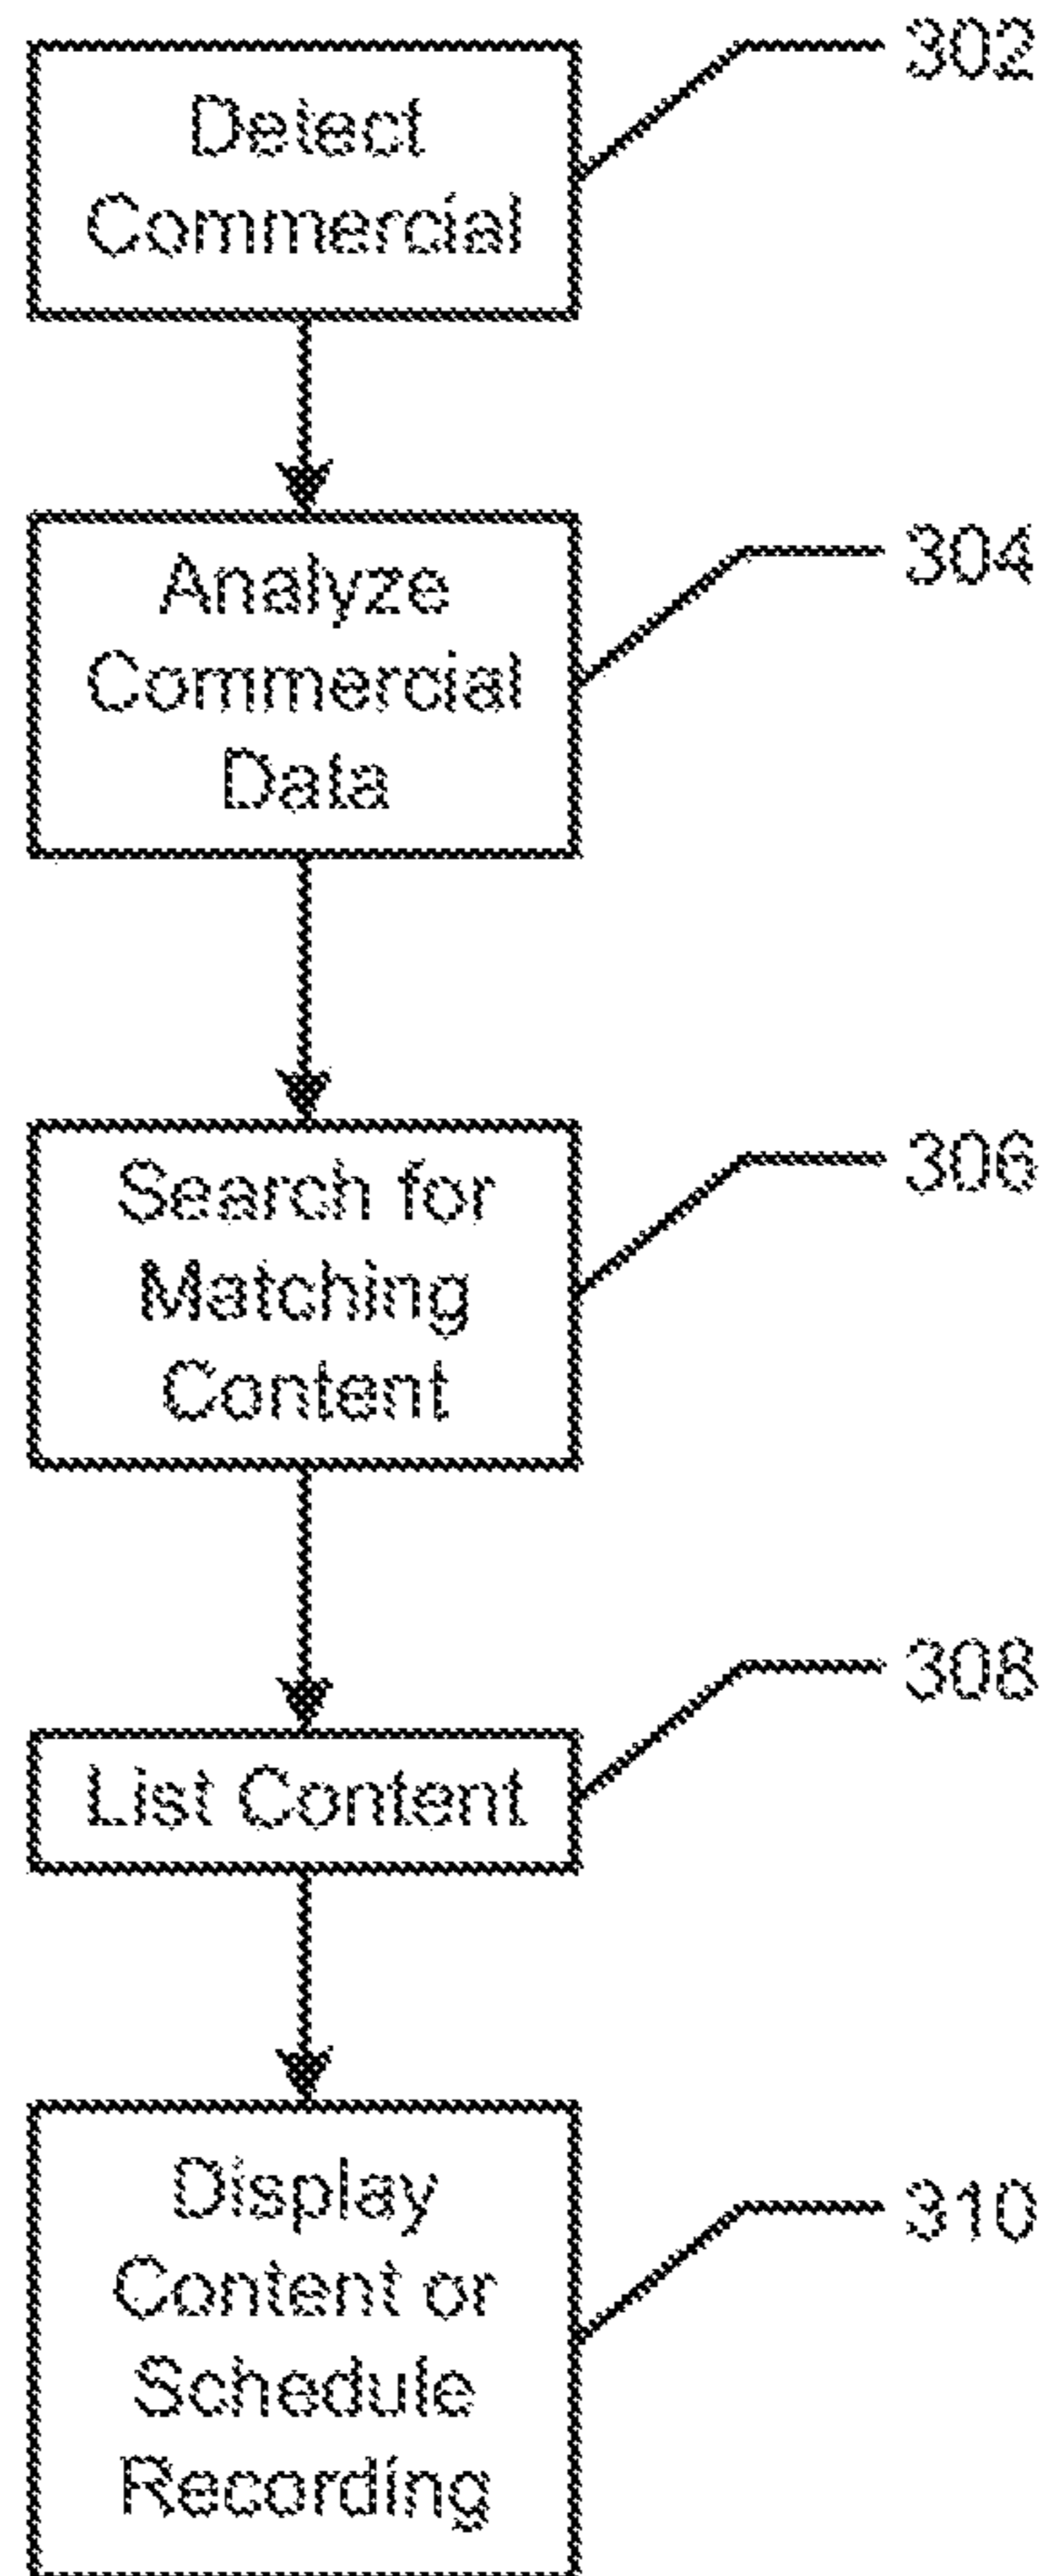 302
Detect
Commercial
304
Analyze
Commercial
Data
306
Search for
Matching
Content
308
List Content
310
Display
Content or
Schedule
Recording